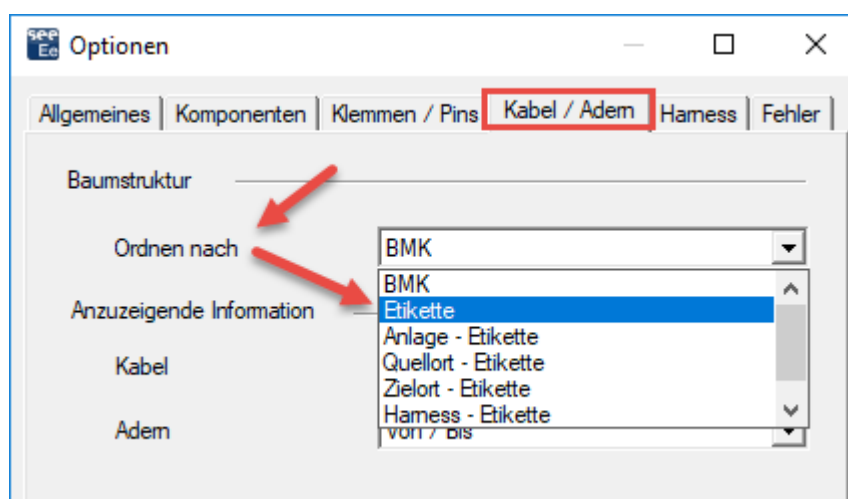 see
Ee Optionen
Allgemeines Komponenten Klemmen / Pins Kabel / Adern Harness Fehler
Baumstruktur
Ordnen nach BMK
BMK
Etikette
Anzuzeigende Information
Anlage - Etikette
Kabel Quellort - Etikette
Zielort - Etikette
Harness - Etikette
Adern Von / Bis